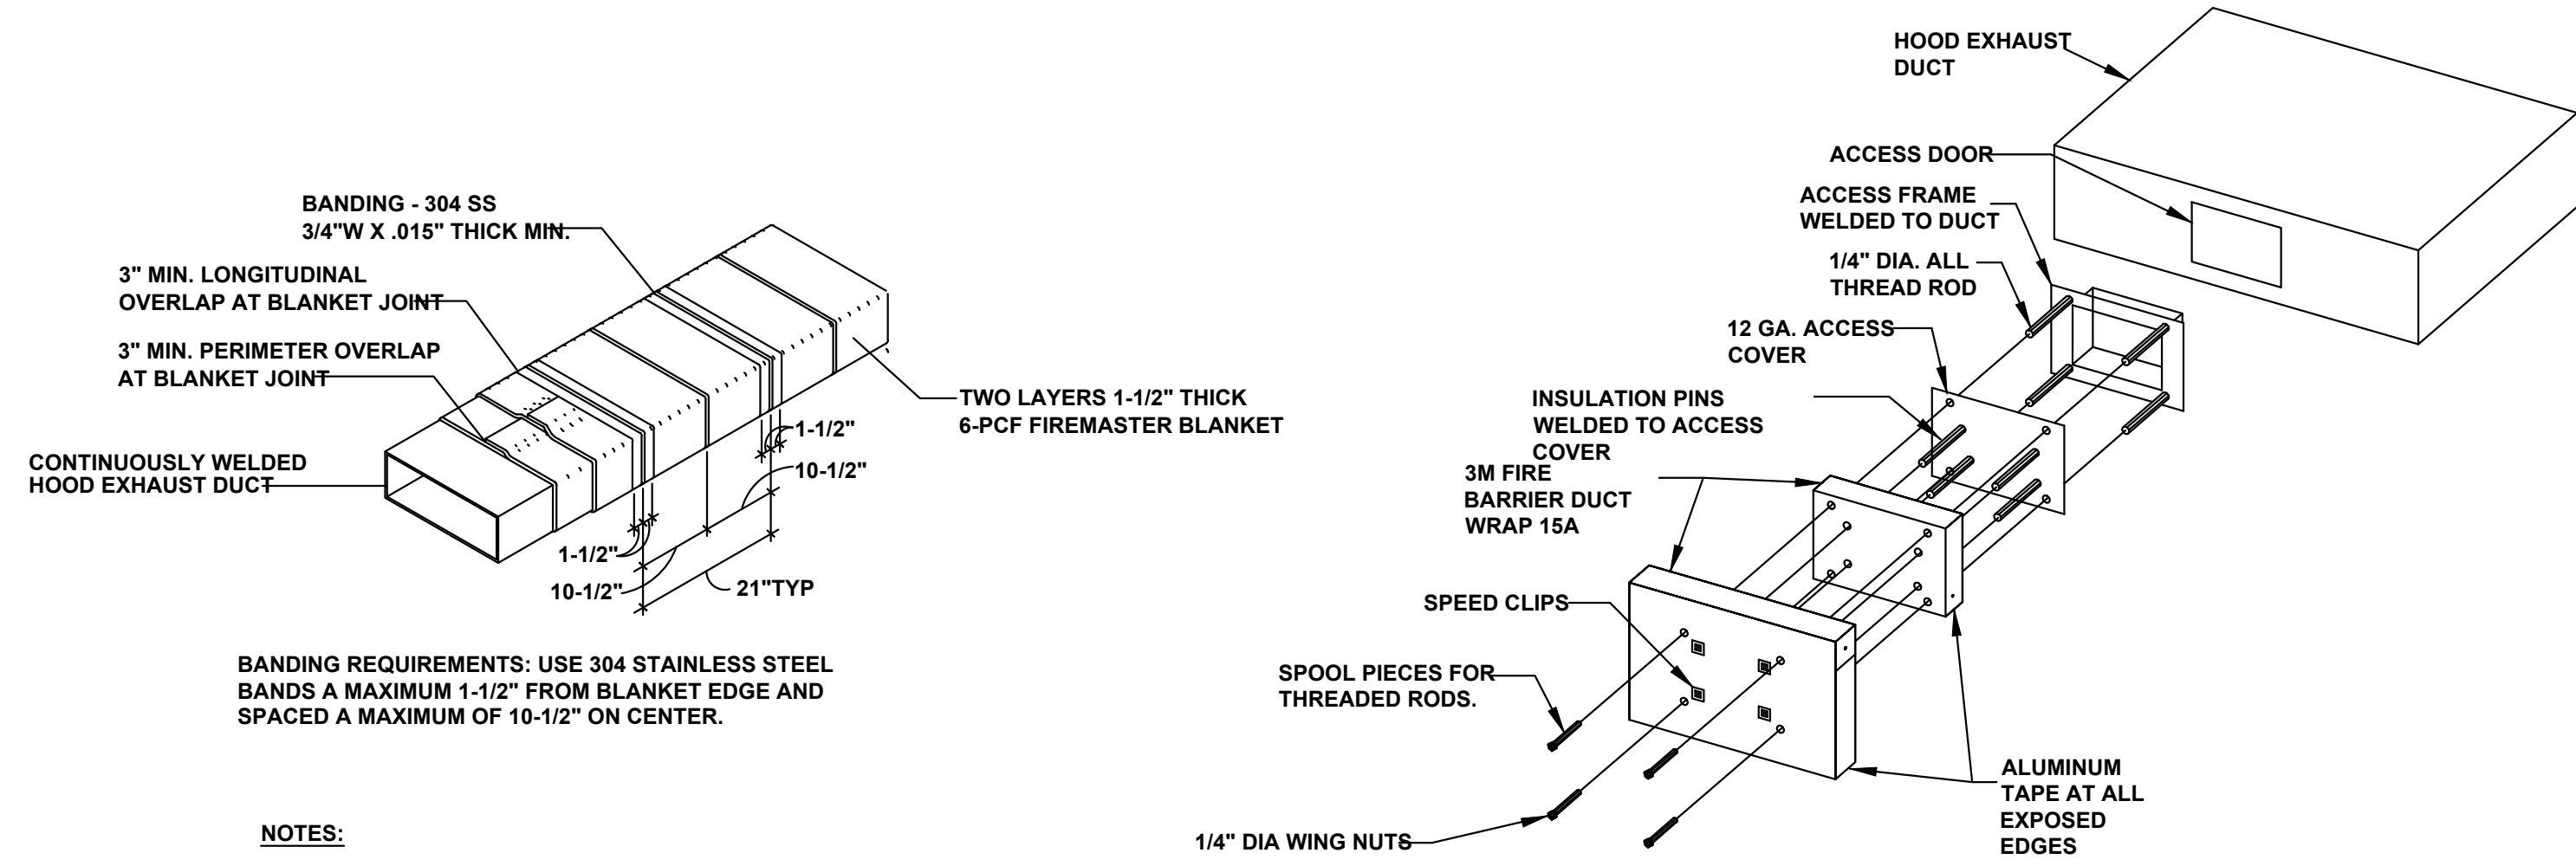 BANDING - 304 SS
3/4"W X .015" THICK MIN.
3" MIN. LONGITUDINAL
OVERLAP AT BLANKET JOINT
3" MIN. PERIMETER OVERLAP
AT BLANKET JOINT
CONTINUOUSLY WELDED
HOOD EXHAUST DUCT
TWO LAYERS 1-1/2" THICK
6-PCF FIREMASTER BLANKET
1-1/2"
10-1/2"
1-1/2"
10-1/2"
21"TYP
BANDING REQUIREMENTS: USE 304 STAINLESS STEEL
BANDS A MAXIMUM 1-1/2" FROM BLANKET EDGE AND
SPACED A MAXIMUM OF 10-1/2" ON CENTER.
NOTES:
HOOD EXHAUST
DUCT
ACCESS DOOR
ACCESS FRAME
WELDED TO DUCT
1/4" DIA. ALL
THREAD ROD
12 GA. ACCESS
COVER
INSULATION PINS
WELDED TO ACCESS
COVER
3M FIRE
BARRIER DUCT
WRAP 15A
SPEED CLIPS
SPOOL PIECES FOR
THREADED RODS.
1/4" DIA WING NUTS
ALUMINUM
TAPE AT ALL
EXPOSED
EDGES